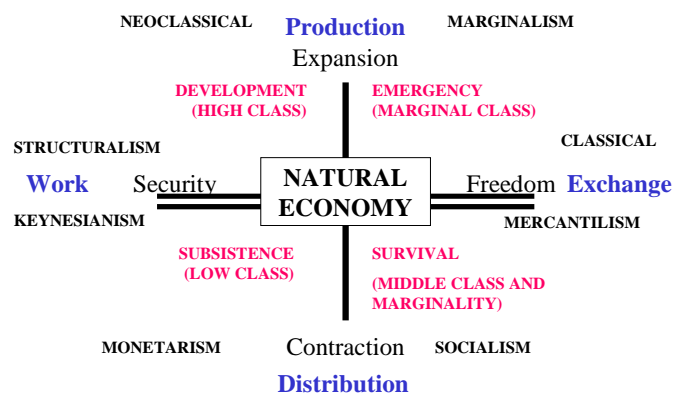 NEOCLASSICAL Production MARGINALISM
Expansion
DEVELOPMENT EMERGENCY
(HIGH CLASS) (MARGINAL CLASS)
CLASSICAL
STRUCTURALISM
Work Security NATURAL Freedom Exchange
ECONOMY
KEYNESIANISM MERCANTILISM
SUBSISTENCE SURVIVAL
(LOW CLASS)
(MIDDLE CLASS AND
MARGINALITY)
MONETARISM Contraction SOCIALISM
Distribution